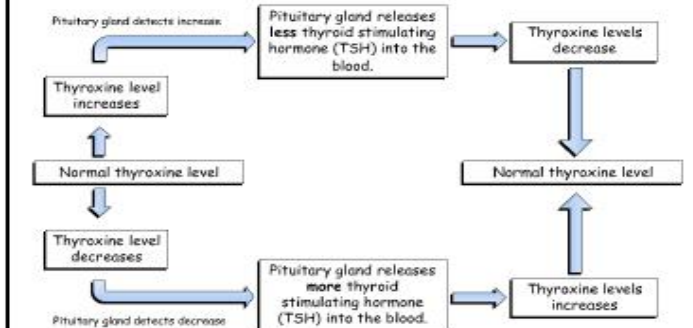 Pituitary gland detects increase
Pituitary gland releases
less thyroid stimulating
hormone (TSH) into the
blood.
Thyroxine levels
decrease
Thyroxine level
increases
Normal thyroxine level
Normal thyroxine level
Thyroxine level
decreases
Pituitary gland detects decrease
Pituitary gland releases
more thyroid
stimulating hormone
(TSH) into the blood.
Thyroxine levels
increases